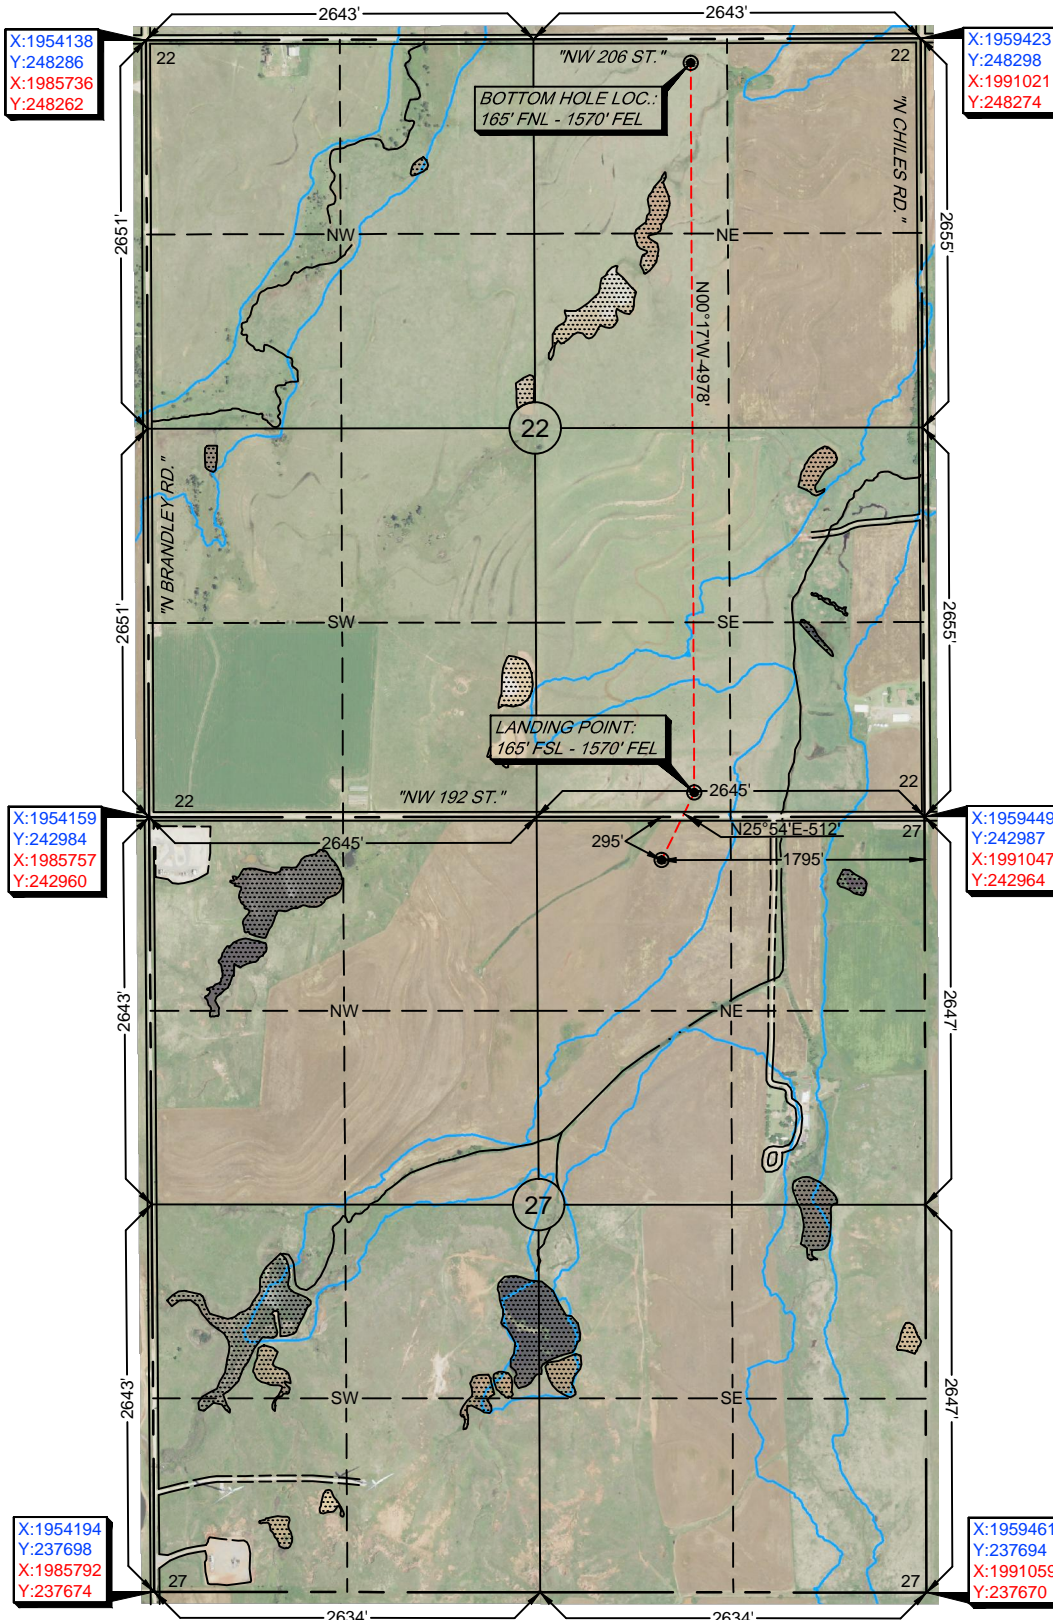 2643'
2643'
X:1954138
Y:248286
X:1985736
Y:248262
X:1959423
Y:248298
X:1991021
Y:248274
22
"NW 206 ST."
22
BOTTOM HOLE LOC.:
165' FNL - 1570' FEL
"N CHILES RD."
2651'
NW
NE
2655'
N00°17'W-4978'
22
"N BRANDLEY RD."
2651'
SW
SE
2655'
LANDING POINT:
165' FSL - 1570' FEL
22
"NW 192 ST."
2645'
22
X:1954159
Y:242984
X:1985757
Y:242960
2645'
295'
N25°54'E-512'
27
1795'
X:1959449
Y:242987
X:1991047
Y:242964
2643'
NW
NE
2647'
27
2643'
SW
SE
2647'
X:1954194
Y:237698
X:1985792
Y:237674
27
27
X:1959461
Y:237694
X:1991059
Y:237670
2634'
2634'